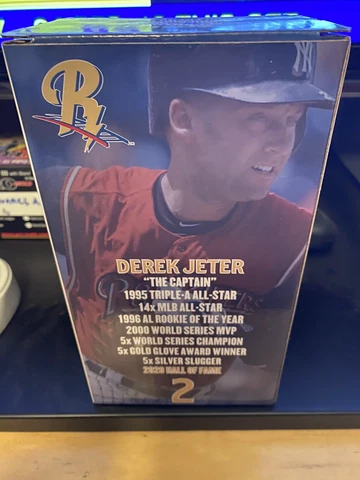 R
NY
DEREK JETER
"THE CAPTAIN"
1995 TRIPLE-A ALL-STAR
14X MLB ALL-STAR
1996 AL ROOKIE OF THE YEAR
2000 WORLD SERIES MVP
5X WORLD SERIES CHAMPION
5X GOLD GLOVE AWARD WINNER
5X SILVER SLUGGER
2020 HALL OF FAME
2